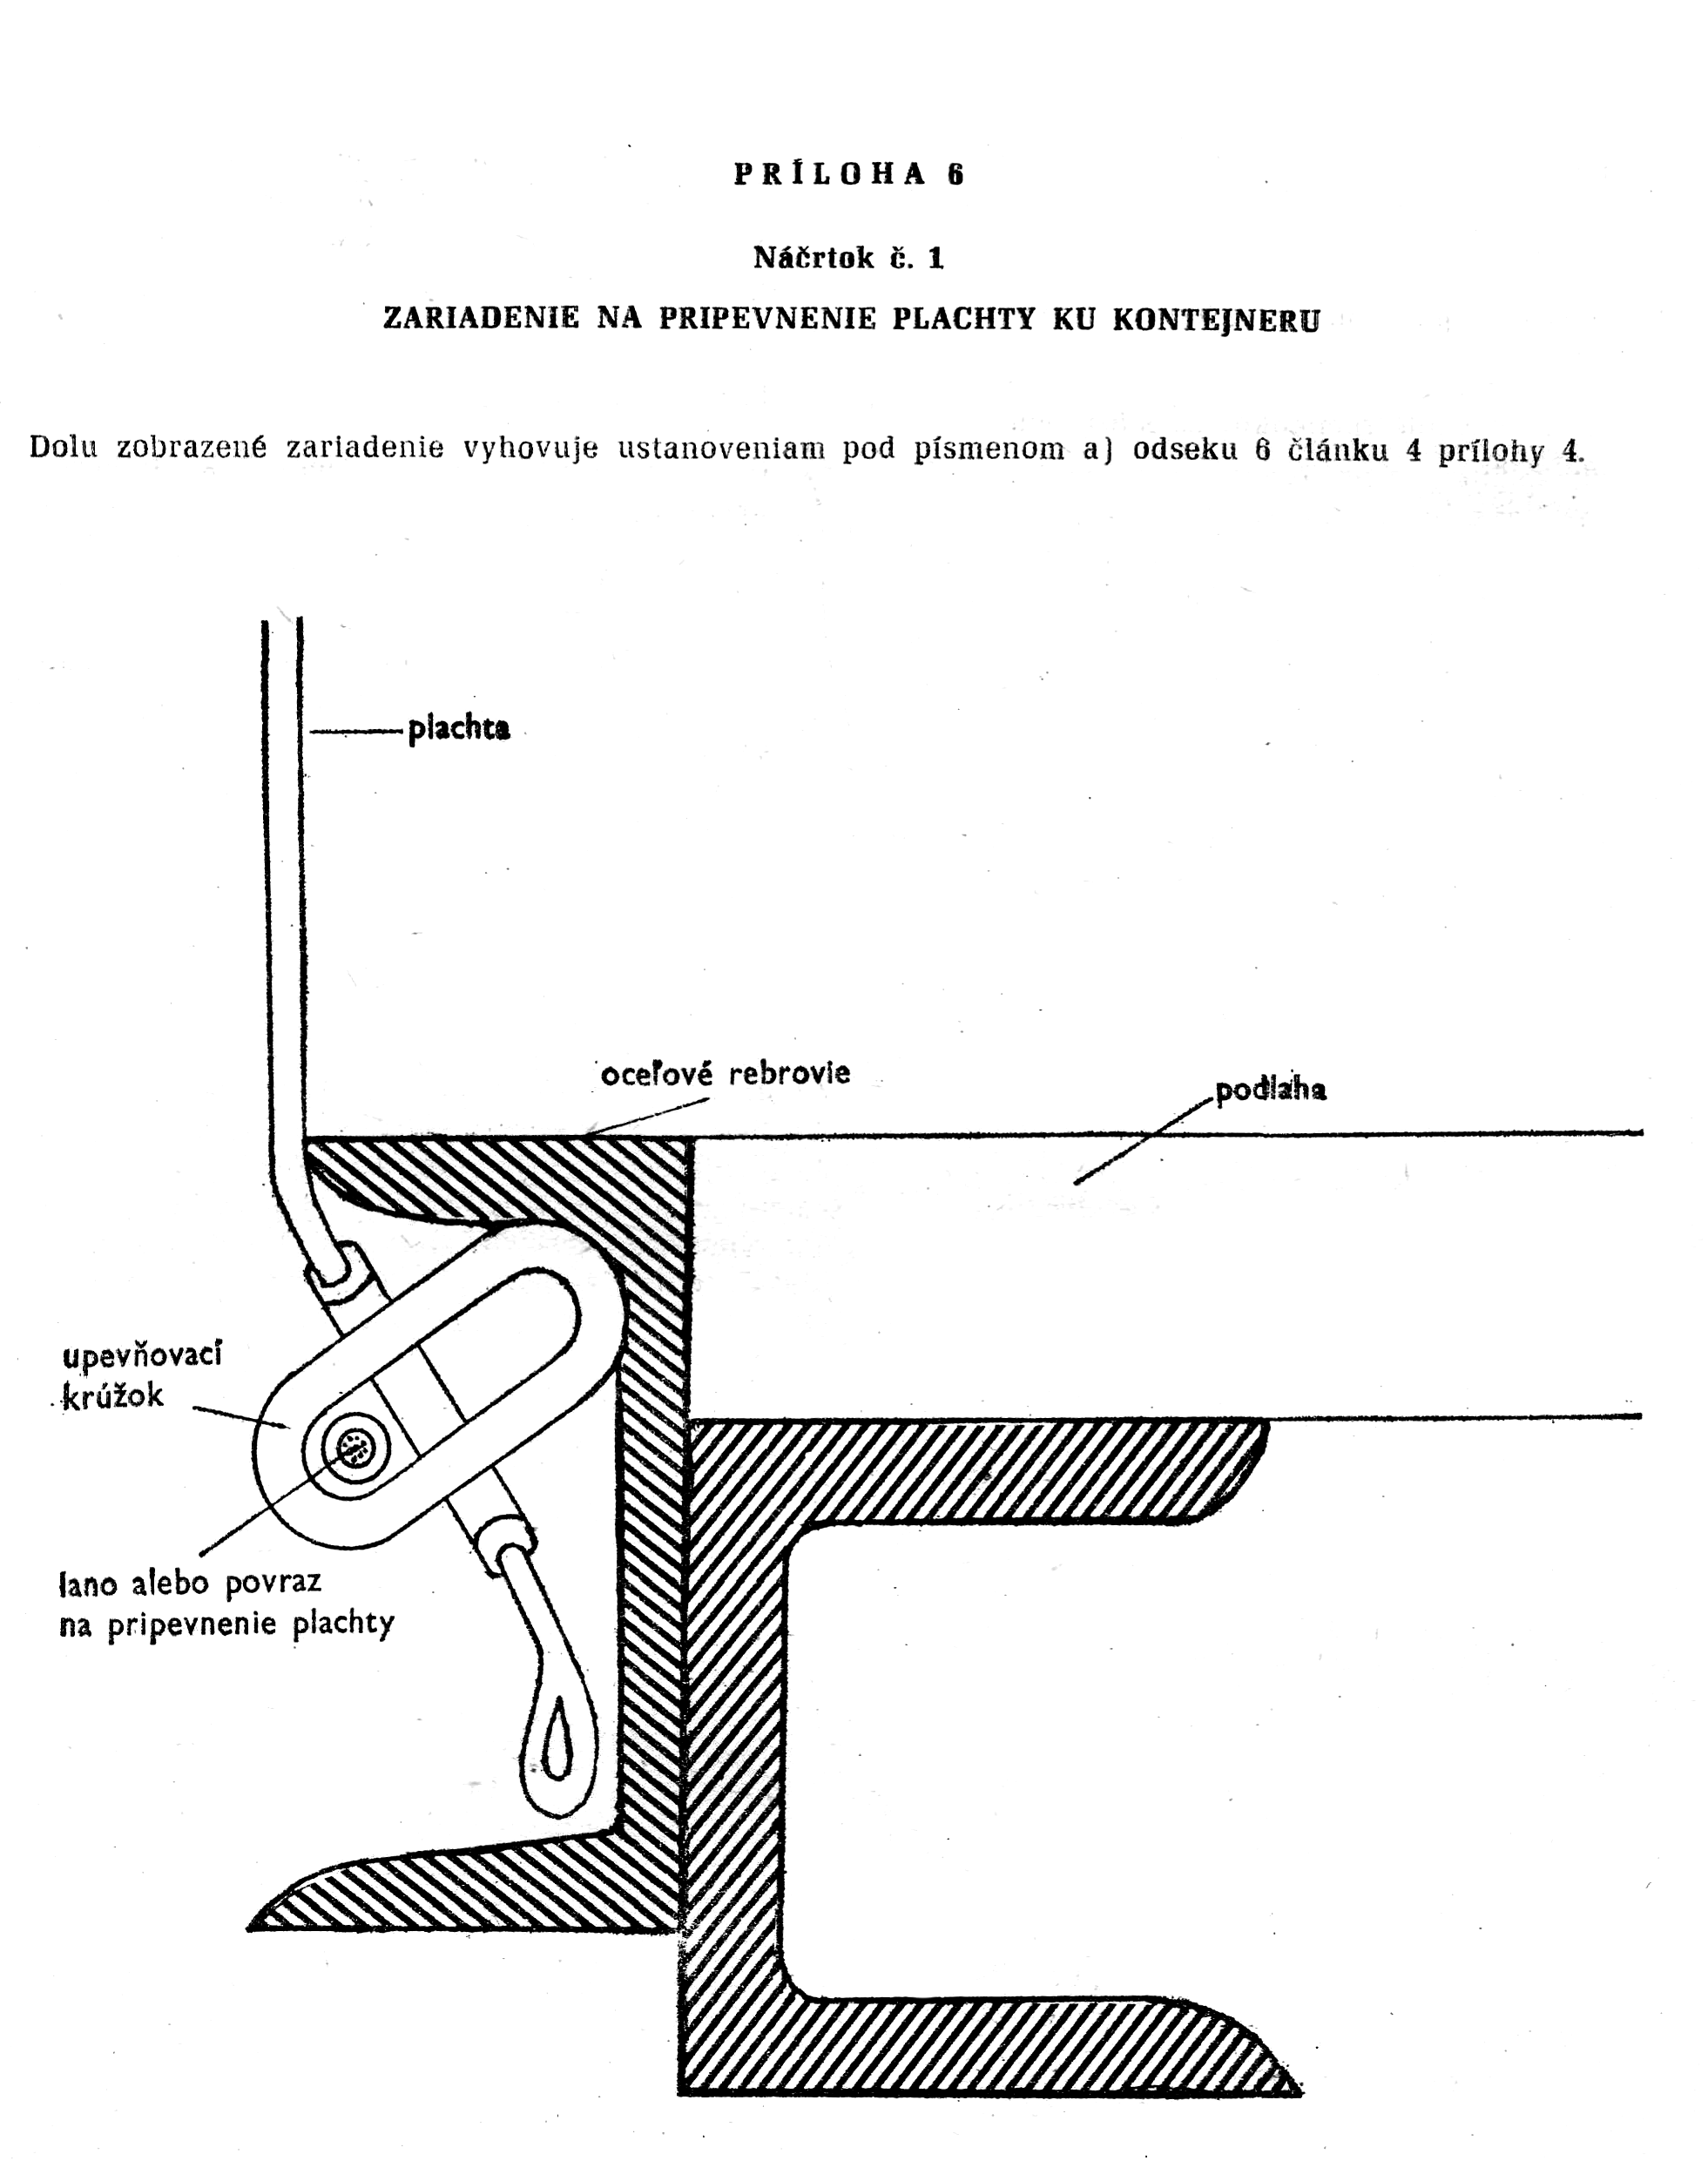 PRÍLOHA 6
Náčrtok č. 1
ZARIADENIE NA PRIPEVNENIE PLACHTY KU KONTEJNERU
Dolu zobrazené zariadenie vyhovuje ustanoveniam pod písmenom a) odseku 6 článku 4 prílohy 4.
plachta
oceľové rebrovie
podlaha
upevňovací
krúžok
lano alebo povraz
na pripevnenie plachty